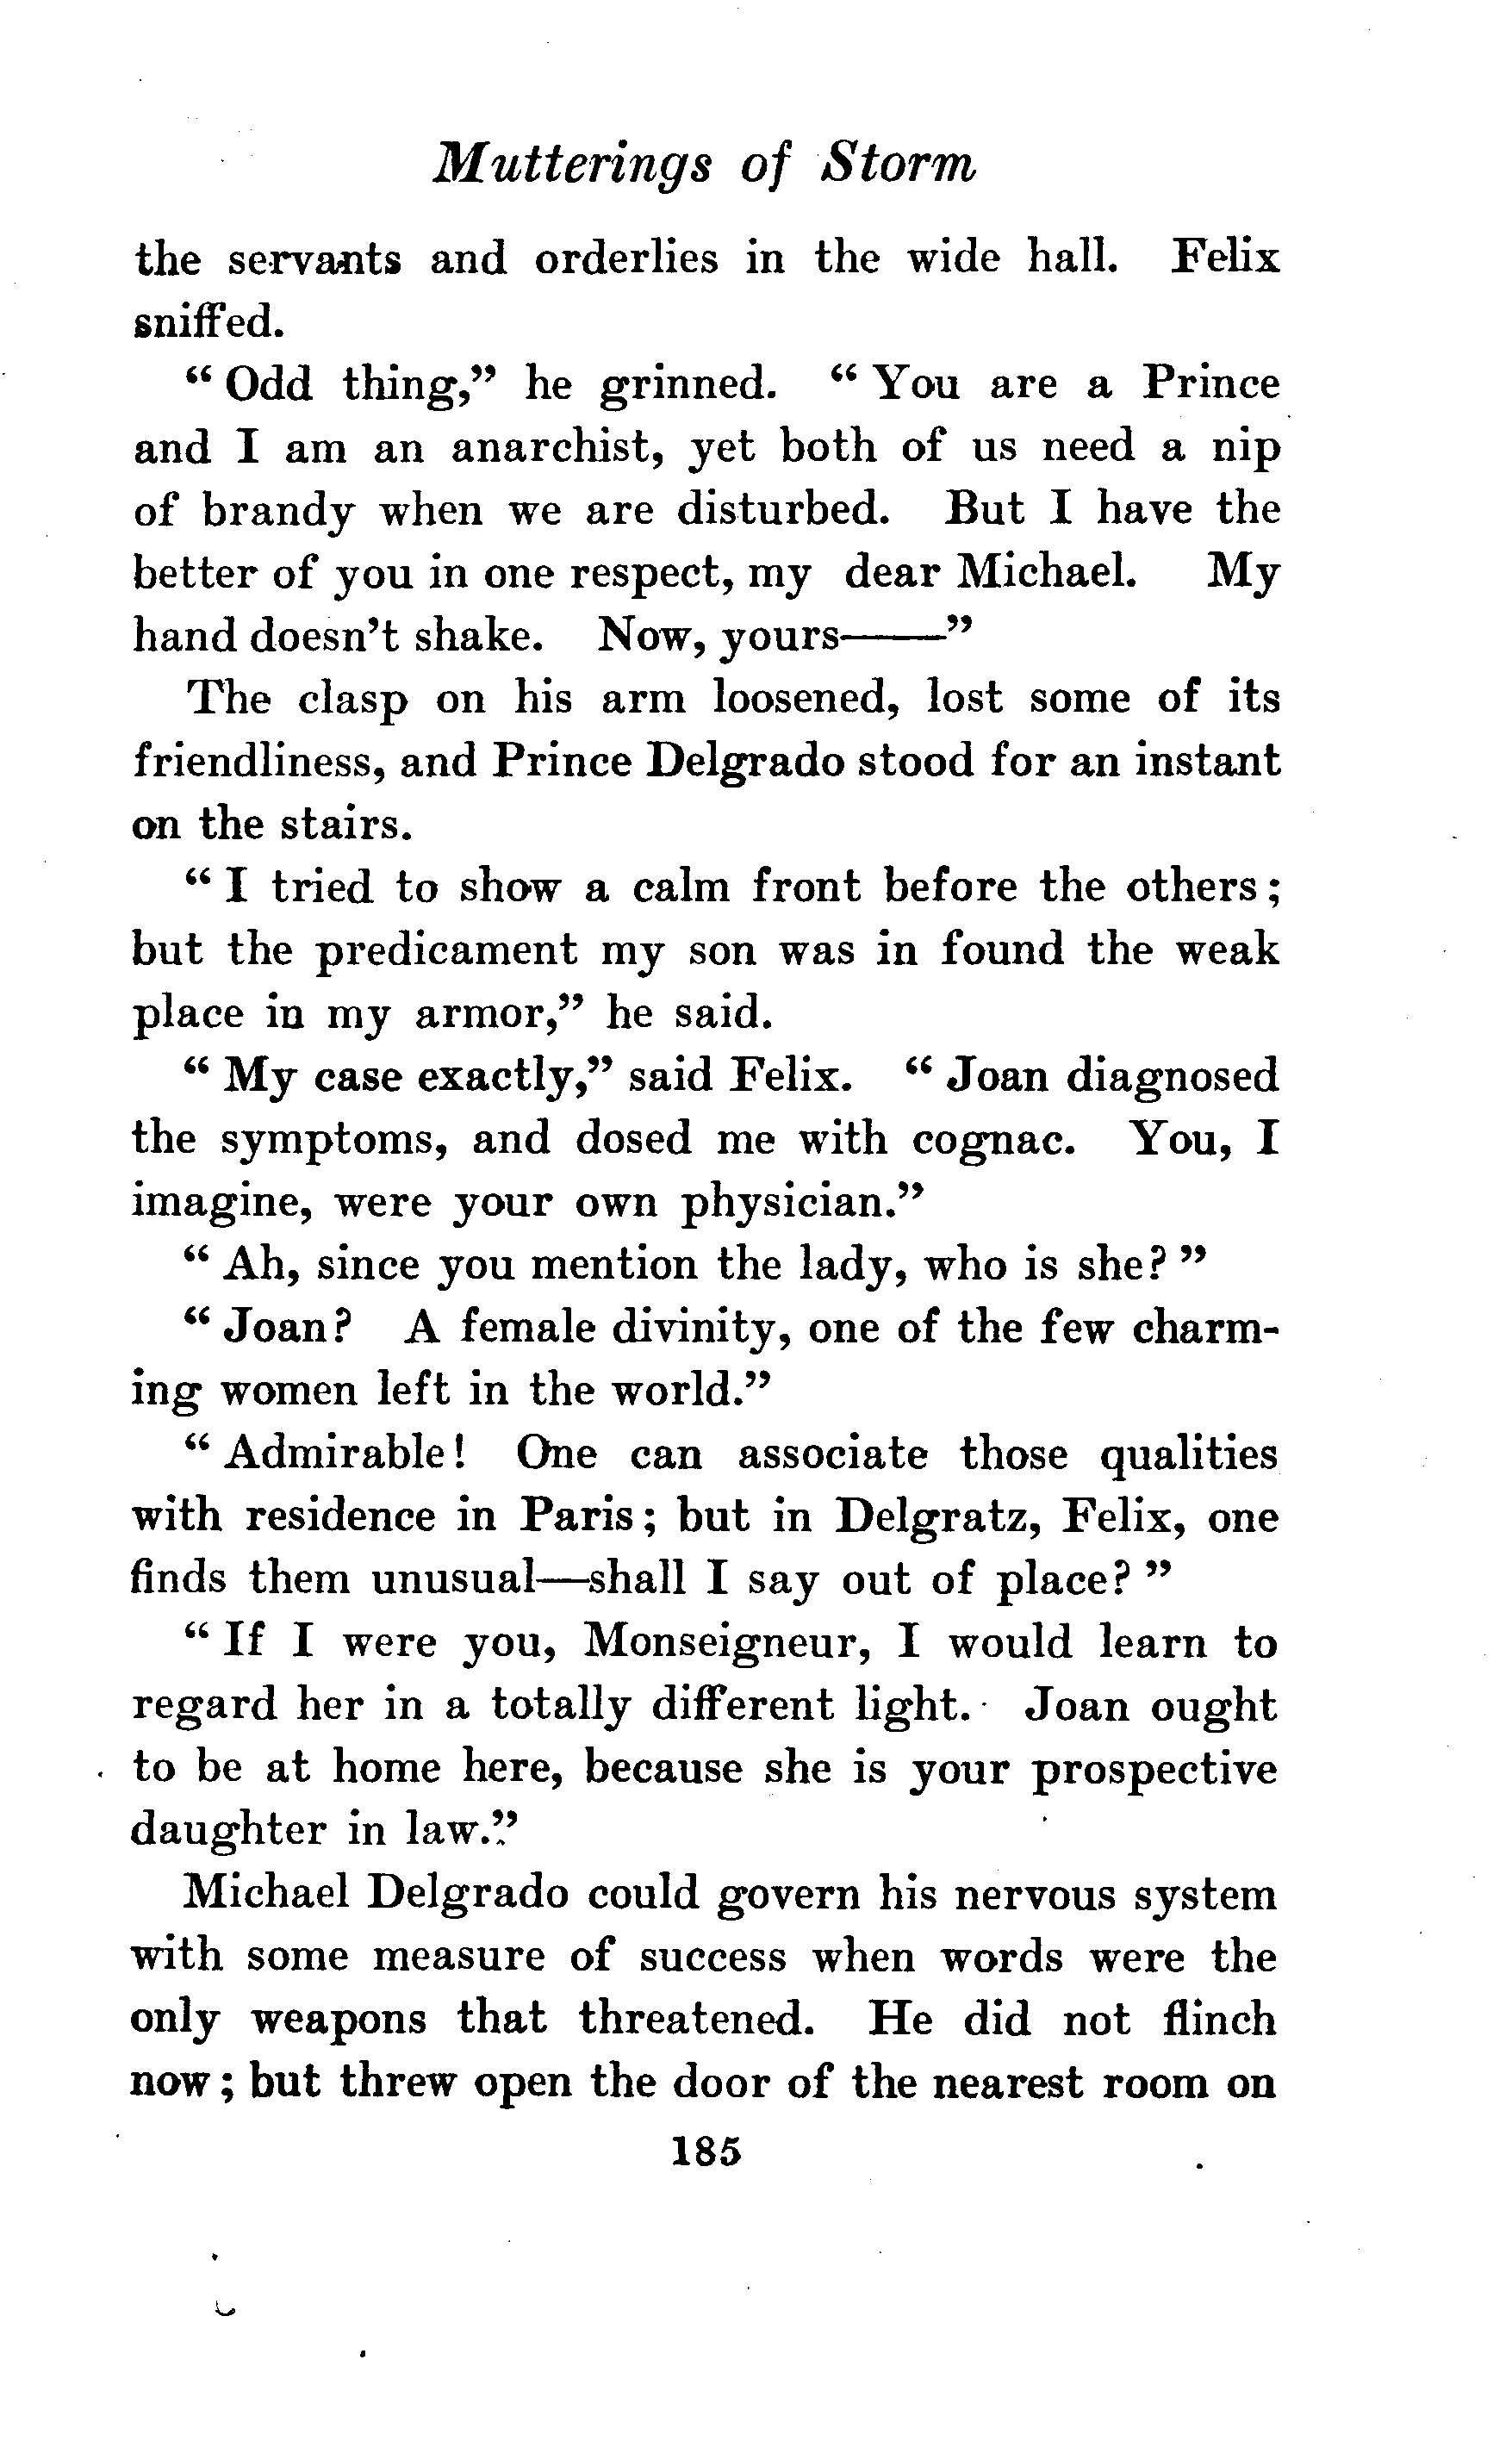 Mutterings of Storm
the servants and orderlies in the wide hall. Felix
sniffed.
" Odd thing," he grinned. " You are a Prince
and I am an anarchist, yet both of us need a nip
of brandy when we are disturbed. But I have the
better of you in one respect, my dear Michael. My
hand doesn't shake. Now, yours——"
The clasp on his arm loosened, lost some of its
friendliness, and Prince Delgrado stood for an instant
on the stairs.
" I tried to show a calm front before the others;
but the predicament my son was in found the weak
place in my armor," he said.
" My case exactly," said Felix. " Joan diagnosed
the symptoms, and dosed me with cognac. You, I
imagine, were your own physician."
" Ah, since you mention the lady, who is she? "
" Joan? A female divinity, one of the few charm-
ing women left in the world."
" Admirable! One can associate those qualities
with residence in Paris; but in Delgratz, Felix, one
finds them unusual—shall I say out of place? "
" If I were you, Monseigneur, I would learn to
regard her in a totally different light. Joan ought
to be at home here, because she is your prospective
daughter in law."
Michael Delgrado could govern his nervous system
with some measure of success when words were the
only weapons that threatened. He did not flinch
now; but threw open the door of the nearest room on
185